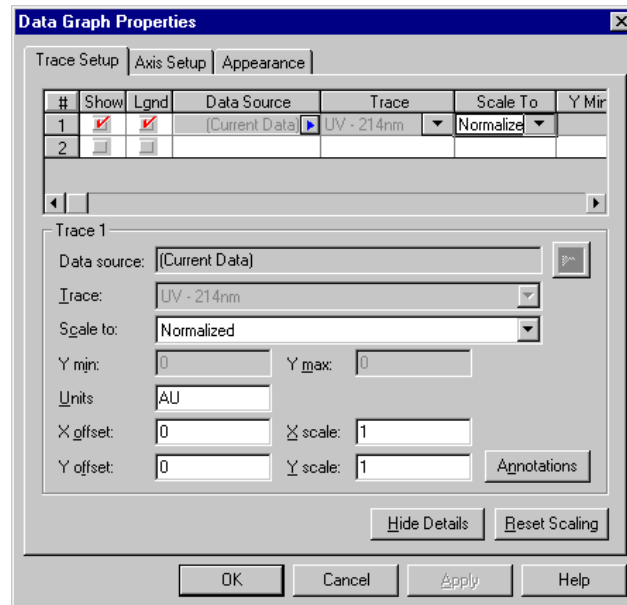 Data Graph Properties
Trace Setup Axis Setup Appearance
# Show Lgnd Data Source Trace Scale To Y Min
1 (Current Data) UV - 214nm Normalize
2
Trace 1
Data source: (Current Data)
Trace: UV - 214nm
Scale to: Normalized
Y min: 0 Y max: 0
Units AU
X offset: 0 X scale: 1
Y offset: 0 Y scale: 1 Annotations
Hide Details Reset Scaling
OK Cancel Apply Help